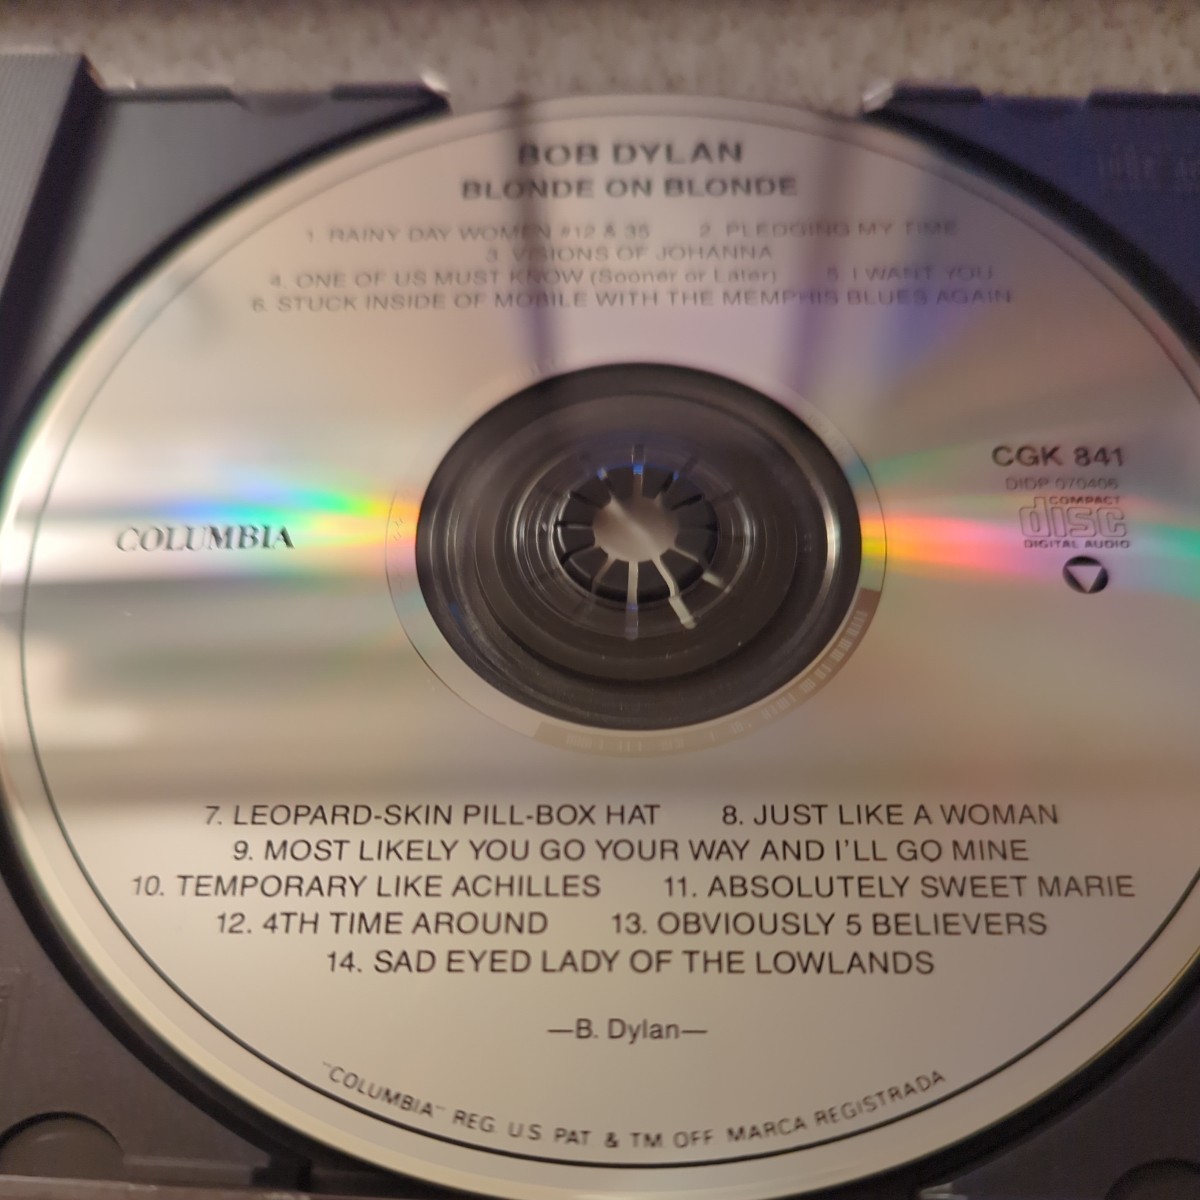 BOB DYLAN
BLONDE ON BLONDE
1. RAINY DAY WOMEN #12 & 35 2. PLEDGING MY TIME
3. VISIONS OF JOHANNA
4. ONE OF US MUST KNOW (Sooner or Later) 5. I WANT YOU
6. STUCK INSIDE OF MOBILE WITH THE MEMPHIS BLUES AGAIN
CGK 841
DIDP 070406
COMPACT
disc
DIGITAL AUDIO
COLUMBIA
7. LEOPARD-SKIN PILL-BOX HAT 8. JUST LIKE A WOMAN
9. MOST LIKELY YOU GO YOUR WAY AND I'LL GO MINE
10. TEMPORARY LIKE ACHILLES 11. ABSOLUTELY SWEET MARIE
12. 4TH TIME AROUND 13. OBVIOUSLY 5 BELIEVERS
14. SAD EYED LADY OF THE LOWLANDS
—B. Dylan—
"COLUMBIA" REG. U.S. PAT & TM OFF MARCA REGISTRADA